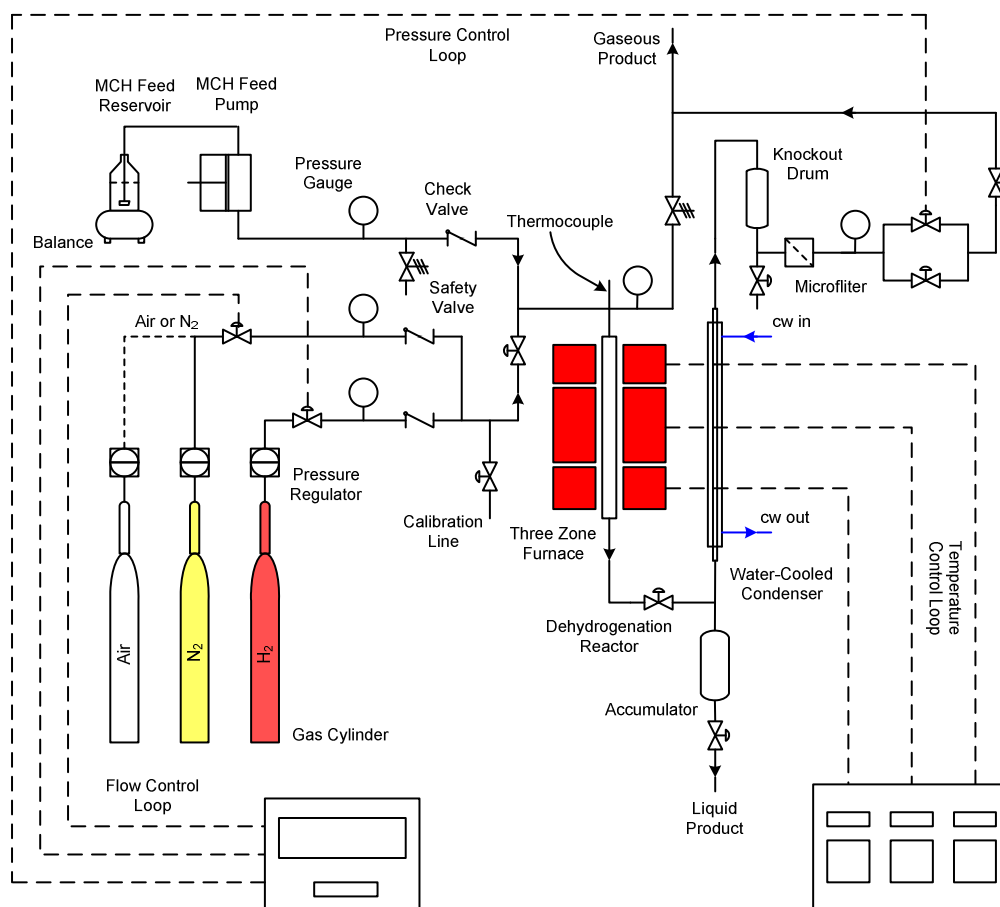 Pressure Control
Loop
Gaseous
Product
MCH Feed
Reservoir
MCH Feed
Pump
Knockout
Drum
Pressure
Gauge
Check
Valve
Thermocouple
Balance
Safety
Valve
Microfliter
Air or N₂
cw in
Pressure
Regulator
Calibration
Line
Three Zone
Furnace
cw out
Water-Cooled
Condenser
Temperature
Control Loop
Dehydrogenation
Reactor
Air
N₂
H₂
Accumulator
Gas Cylinder
Flow Control
Loop
Liquid
Product